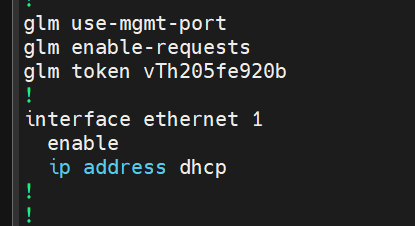 !
glm use-mgmt-port
glm enable-requests
glm token vTh205fe920b
!
interface ethernet 1
  enable
  ip address dhcp
!
!